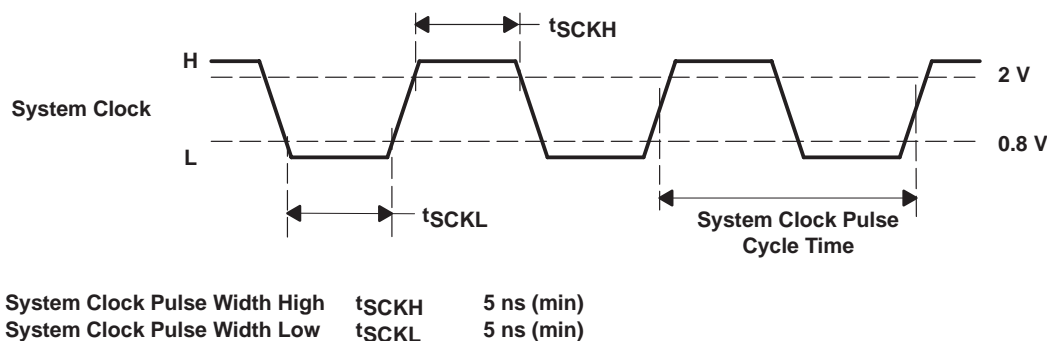 tSCKH
H
2 V
System Clock
0.8 V
L
tSCKL
System Clock Pulse
Cycle Time
System Clock Pulse Width High tSCKH 5 ns (min)
System Clock Pulse Width Low tSCKL 5 ns (min)